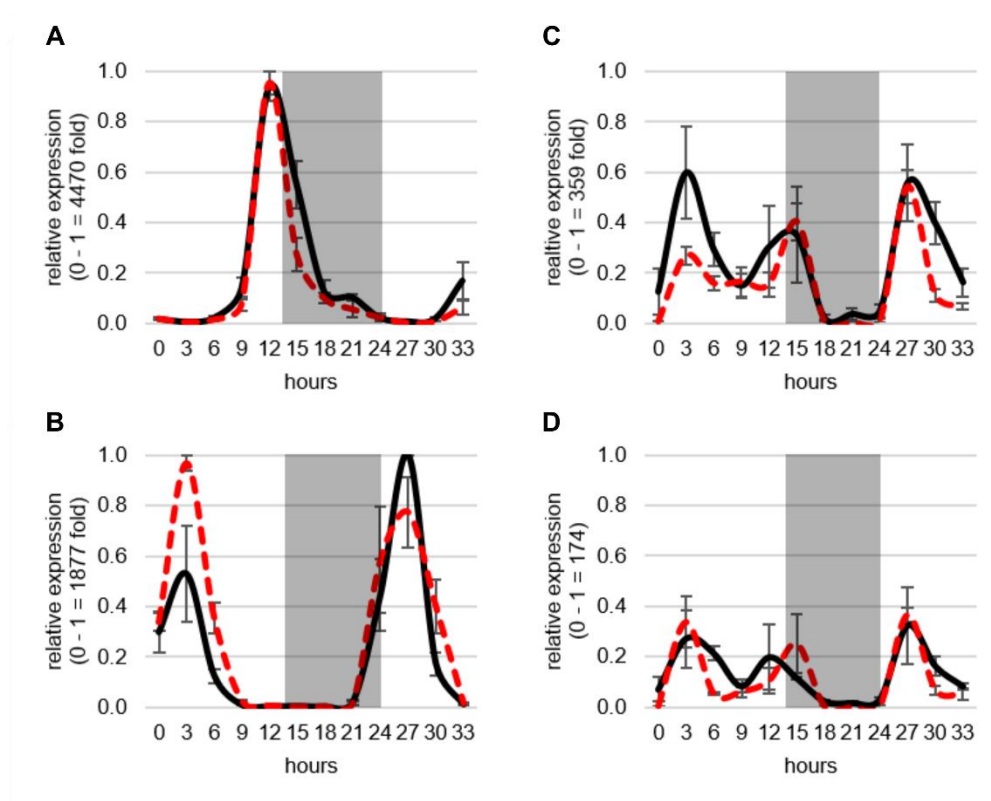 A
relative expression
(0 - 1 = 4470 fold)
1.0
0.8
0.6
0.4
0.2
0.0
0 3 6 9 12 15 18 21 24 27 30 33
hours
C
realtive expression
(0 - 1 = 359 fold)
1.0
0.8
0.6
0.4
0.2
0.0
0 3 6 9 12 15 18 21 24 27 30 33
hours
B
relative expression
(0 - 1 = 1877 fold)
1.0
0.8
0.6
0.4
0.2
0.0
0 3 6 9 12 15 18 21 24 27 30 33
hours
D
relative expression
(0 - 1 = 174)
1.0
0.8
0.6
0.4
0.2
0.0
0 3 6 9 12 15 18 21 24 27 30 33
hours